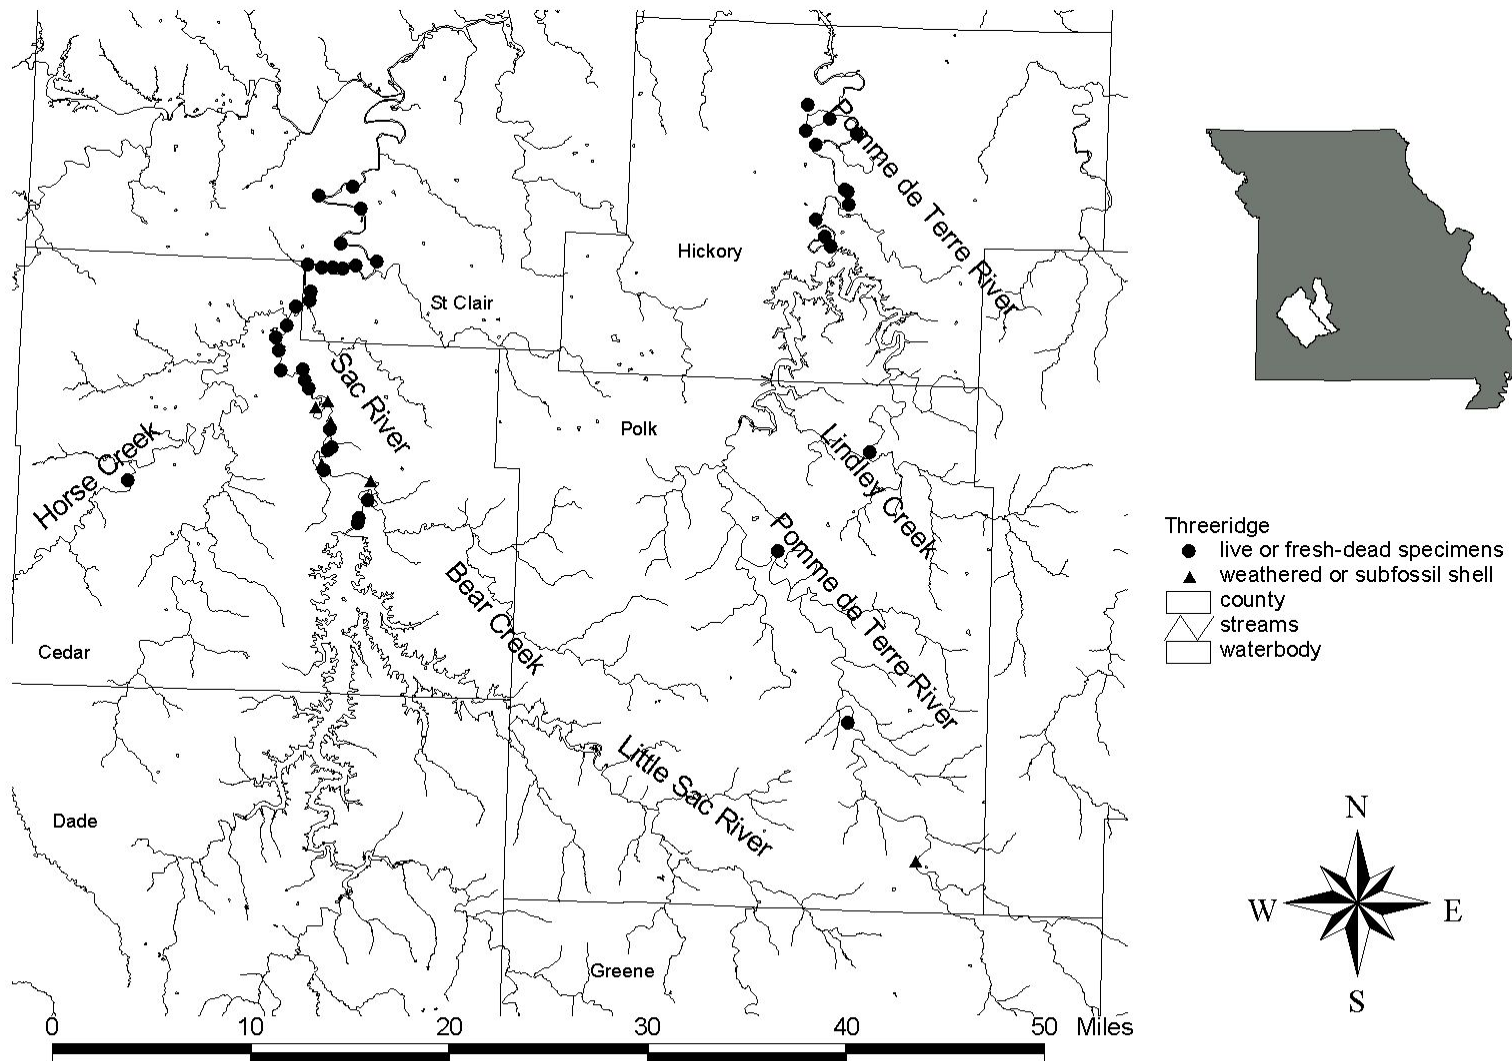 Pomme de Terre River
Hickory
St Clair
Sac River
Polk
Lindley Creek
Horse Creek
Pomme de Terre River
Bear Creek
Cedar
Little Sac River
Dade
Greene
0 10 20 30 40 50 Miles
Threeridge
live or fresh-dead specimens
weathered or subfossil shell
county
streams
waterbody
N
W E
S